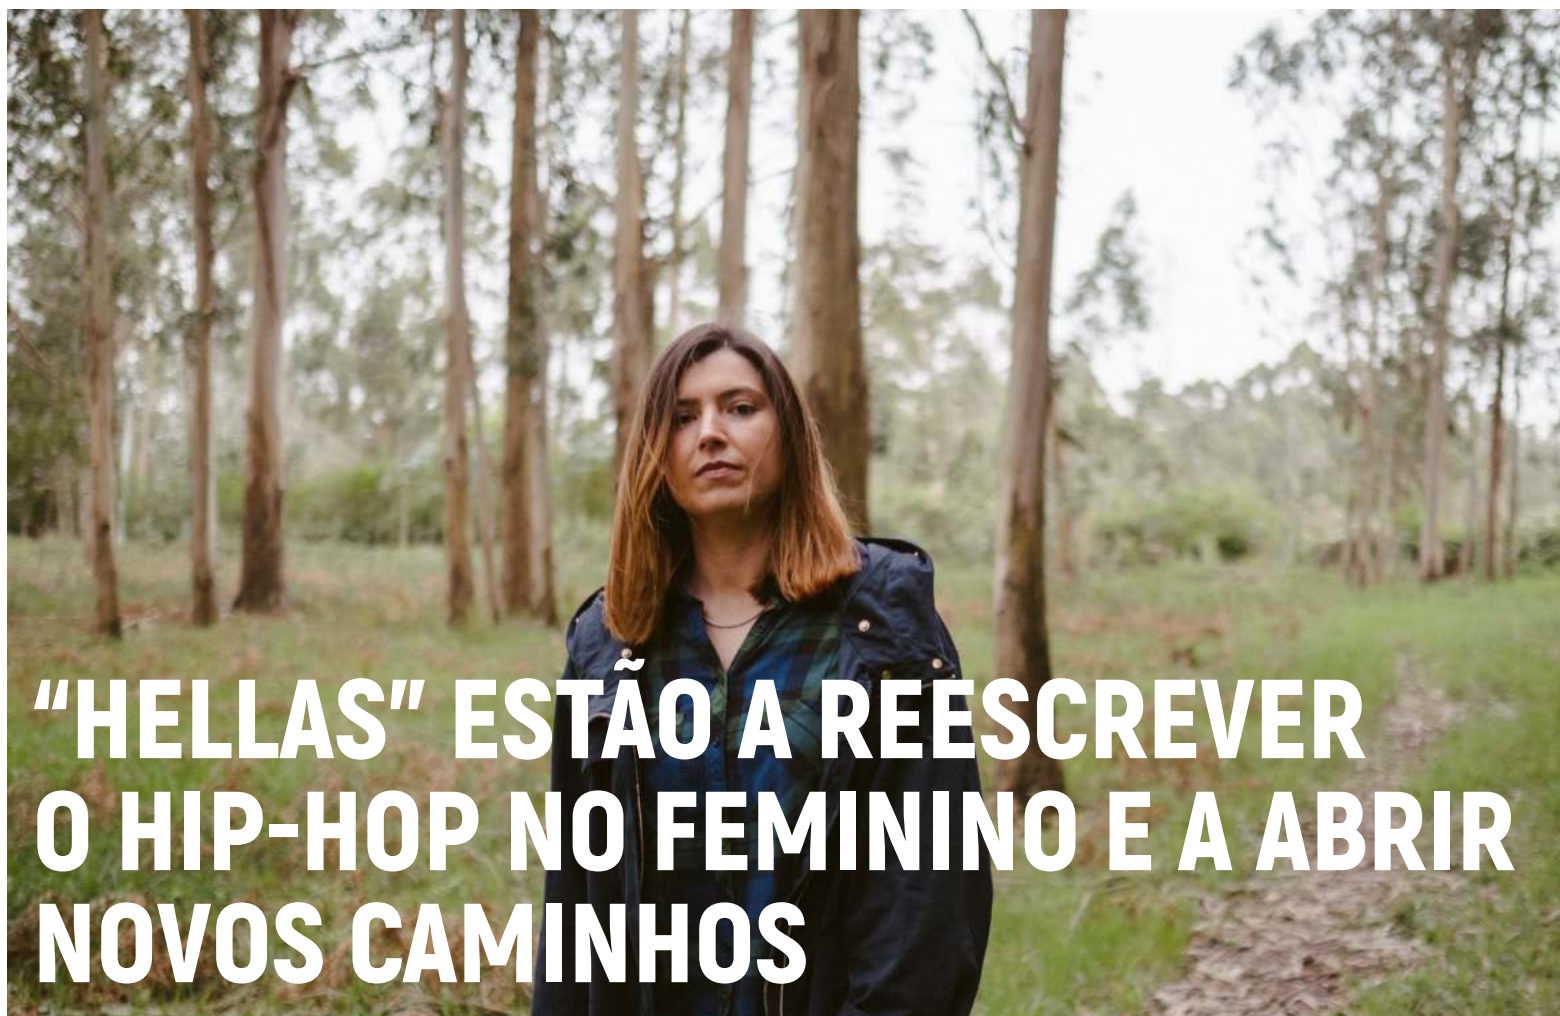 “HELLAS” ESTÃO A REESCREVER
O HIP-HOP NO FEMININO E A ABRIR
NOVOS CAMINHOS